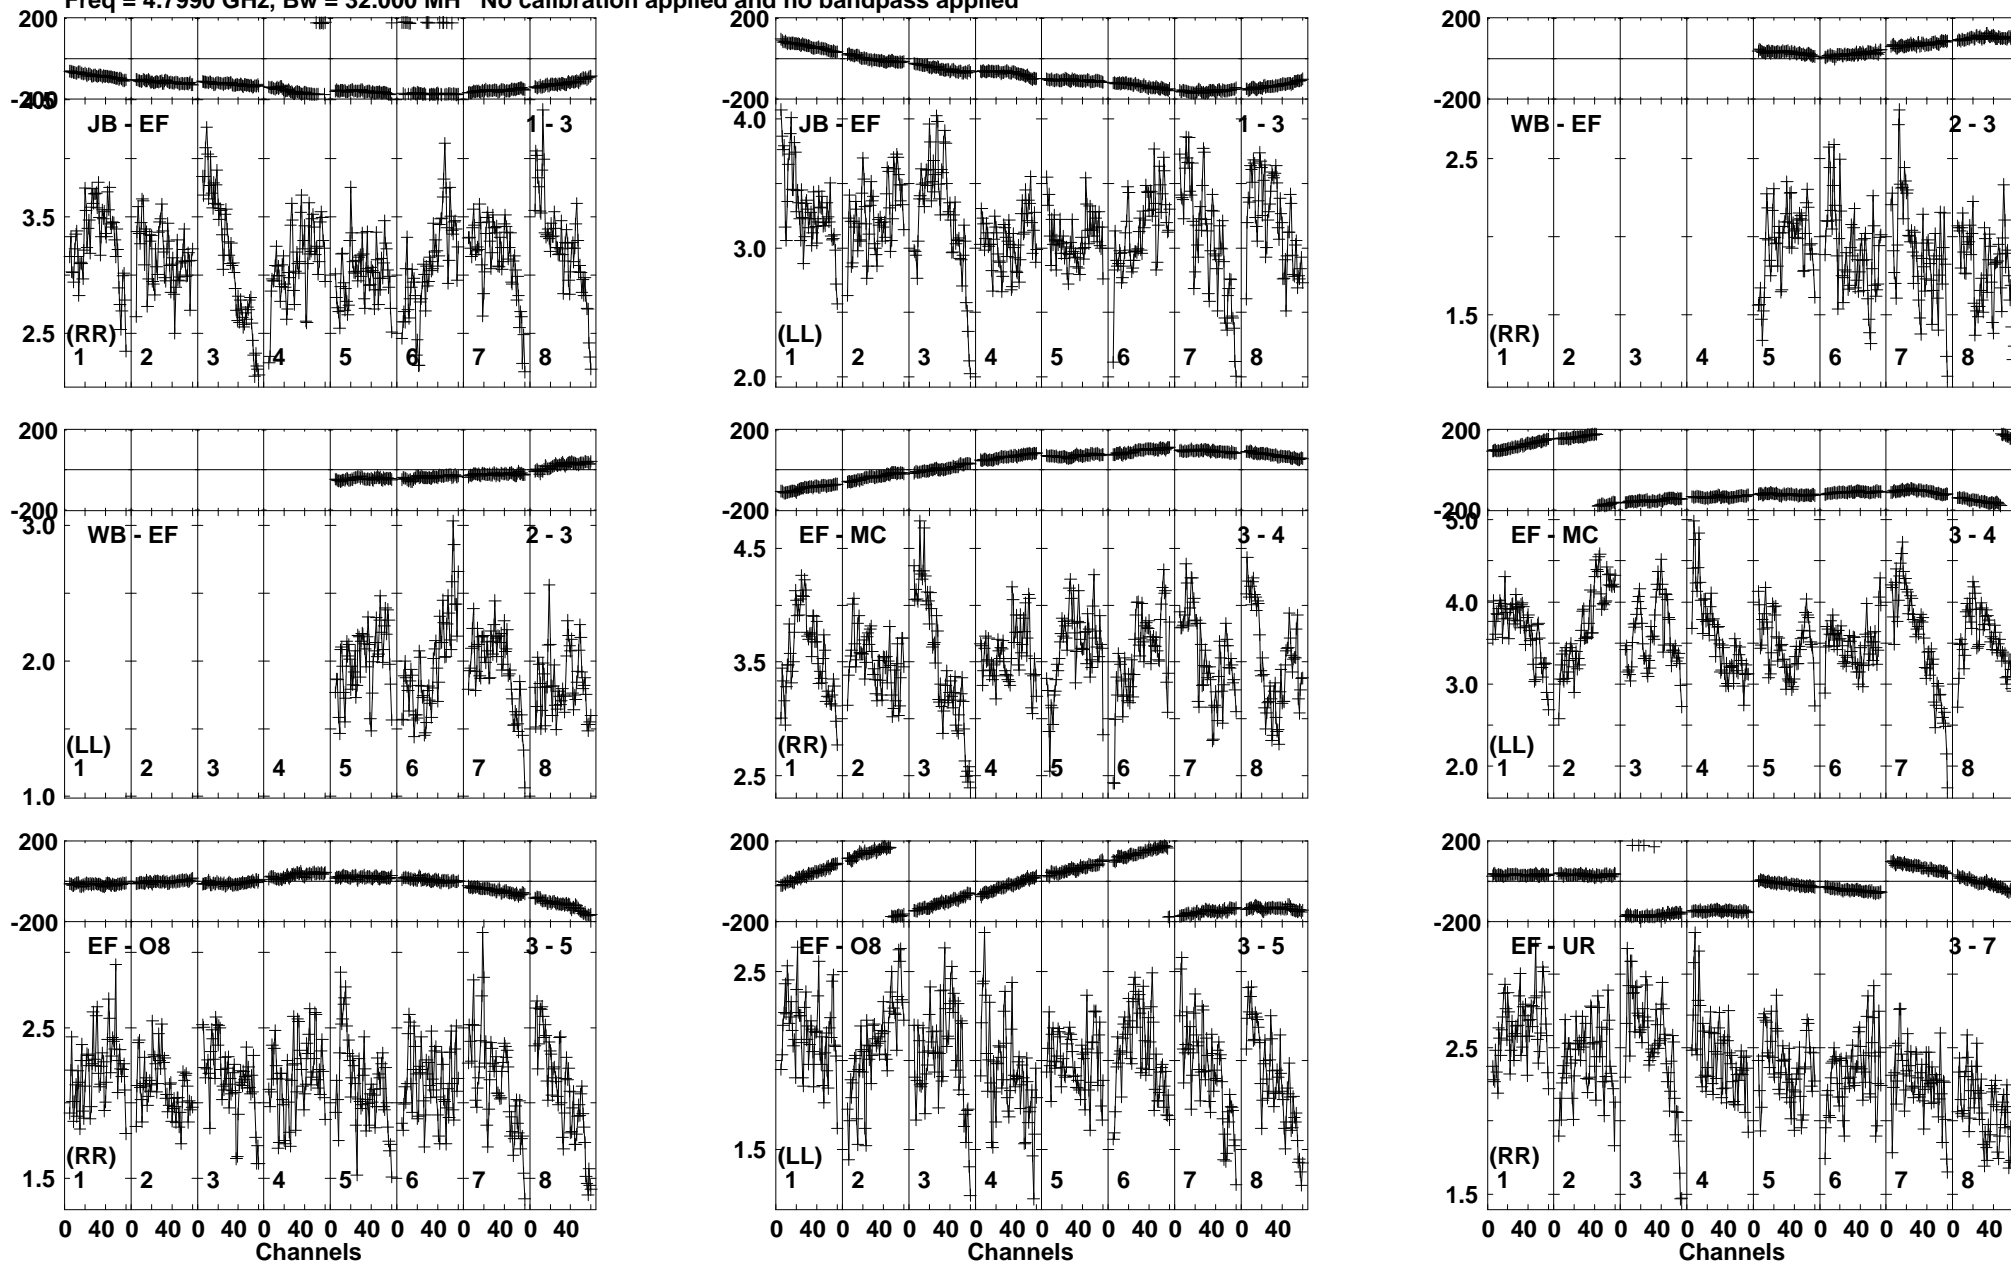 Freq = 4.7990 GHz, Bw = 32.000 MH No calibration applied and no bandpass applied
200 200 200
-200 -200 -200
4.5
JB - EF 1 - 3 JB - EF 1 - 3 WB - EF 2 - 3
4.0
3.5 3.0 2.5
2.5 2.0 1.5
(RR) (LL) (RR)
1 2 3 4 5 6 7 8 1 2 3 4 5 6 7 8 1 2 3 4 5 6 7 8
200 200 200
-200 -200 -200
3.0 5.0
WB - EF 2 - 3 EF - MC 3 - 4 EF - MC 3 - 4
4.5
2.0 3.5 4.0
3.0
1.0 2.5 2.0
(LL) (RR) (LL)
1 2 3 4 5 6 7 8 1 2 3 4 5 6 7 8 1 2 3 4 5 6 7 8
200 200 200
-200 -200 -200
EF - O8 3 - 5 EF - O8 3 - 5 EF - UR 3 - 7
2.5 2.5 2.5
1.5 1.5 1.5
(RR) (LL) (RR)
1 2 3 4 5 6 7 8 1 2 3 4 5 6 7 8 1 2 3 4 5 6 7 8
0 40 0 40 0 40 0 40 0 40 0 40 0 40 0 40 0 40 0 40 0 40 0 40 0 40 0 40 0 40 0 40 0 40 0 40 0 40 0 40 0 40 0 40 0 40 0 40
Channels Channels Channels